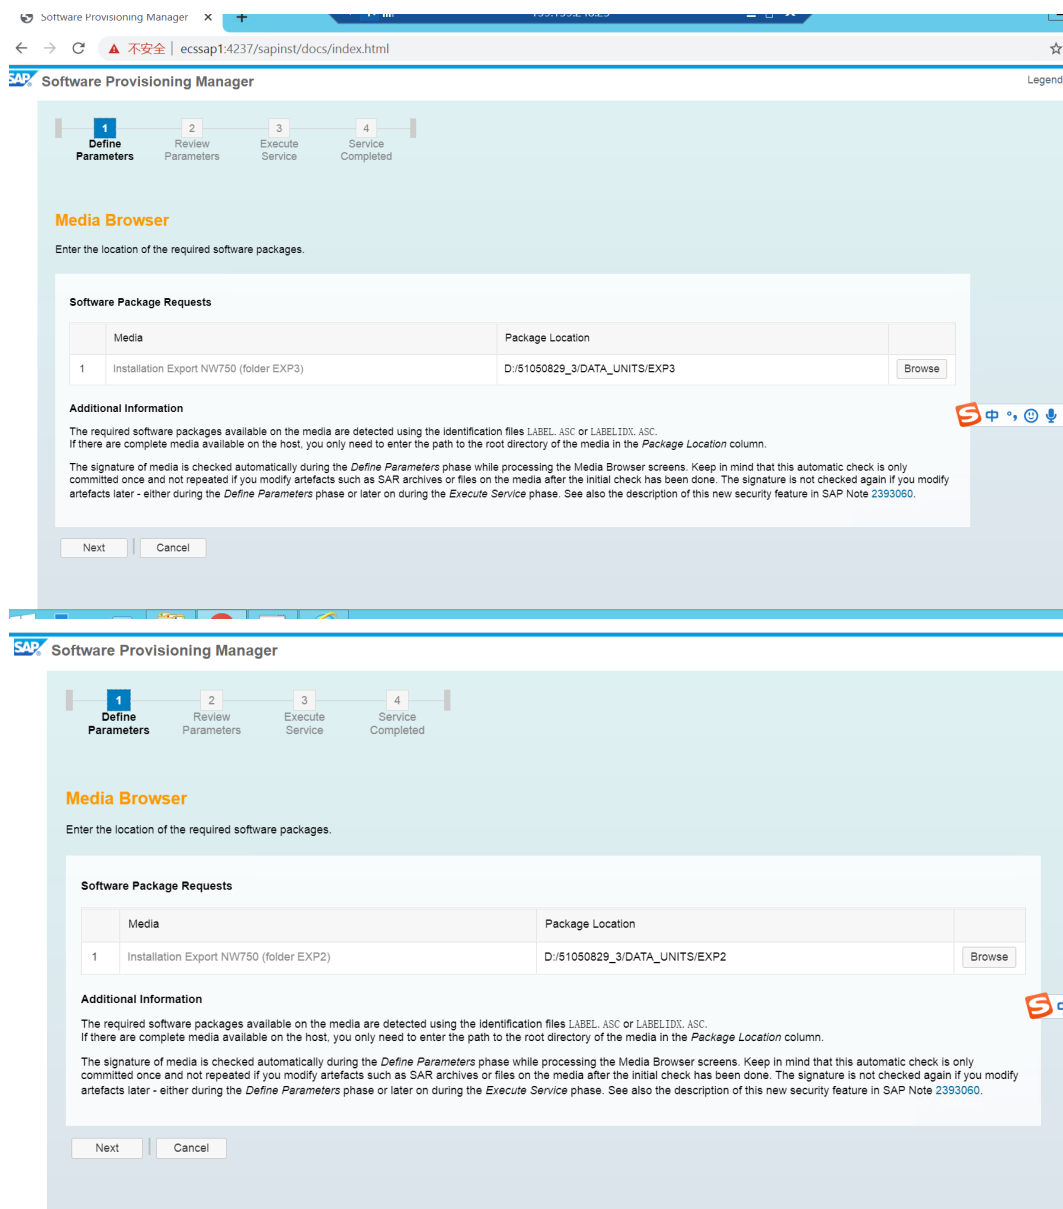 Software Provisioning Manager
不安全 ecssap1:4237/sapinst/docs/index.html
SAP Software Provisioning Manager
Legend
1 2 3 4
Define Review Execute Service
Parameters Parameters Service Completed
Media Browser
Enter the location of the required software packages.
Software Package Requests
Media Package Location
1 Installation Export NW750 (folder EXP3) D:/51050829_3/DATA_UNITS/EXP3 Browse
Additional Information
中
The required software packages available on the media are detected using the identification files LABEL.ASC or LABELIDX.ASC.
If there are complete media available on the host, you only need to enter the path to the root directory of the media in the Package Location column.
The signature of media is checked automatically during the Define Parameters phase while processing the Media Browser screens. Keep in mind that this automatic check is only
committed once and not repeated if you modify artefacts such as SAR archives or files on the media after the initial check has been done. The signature is not checked again if you modify
artefacts later - either during the Define Parameters phase or later on during the Execute Service phase. See also the description of this new security feature in SAP Note 2393060.
Next Cancel
SAP Software Provisioning Manager
1 2 3 4
Define Review Execute Service
Parameters Parameters Service Completed
Media Browser
Enter the location of the required software packages.
Software Package Requests
Media Package Location
1 Installation Export NW750 (folder EXP2) D:/51050829_3/DATA_UNITS/EXP2 Browse
Additional Information
The required software packages available on the media are detected using the identification files LABEL.ASC or LABELIDX.ASC.
If there are complete media available on the host, you only need to enter the path to the root directory of the media in the Package Location column.
The signature of media is checked automatically during the Define Parameters phase while processing the Media Browser screens. Keep in mind that this automatic check is only
committed once and not repeated if you modify artefacts such as SAR archives or files on the media after the initial check has been done. The signature is not checked again if you modify
artefacts later - either during the Define Parameters phase or later on during the Execute Service phase. See also the description of this new security feature in SAP Note 2393060.
Next Cancel